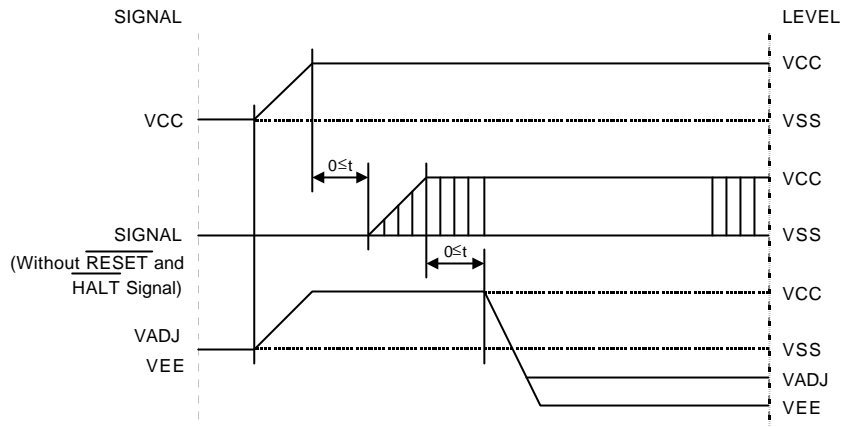 SIGNAL
LEVEL
VCC
VCC
VSS
0≤t
VCC
SIGNAL
VSS
(Without RESET and
HALT Signal)
0≤t
VCC
VADJ
VSS
VEE
VADJ
VEE